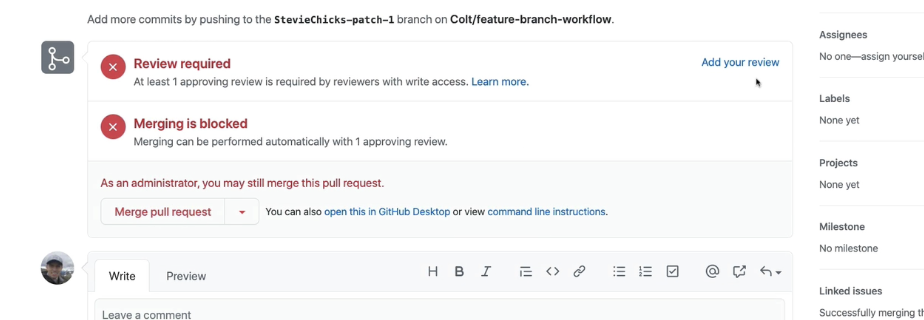 Add more commits by pushing to the StevieChicks-patch-1 branch on Colt/feature-branch-workflow.
Review required
Add your review
At least 1 approving review is required by reviewers with write access. Learn more.
Merging is blocked
Merging can be performed automatically with 1 approving review.
As an administrator, you may still merge this pull request.
Merge pull request
You can also open this in GitHub Desktop or view command line instructions.
Write
Preview
H B I
Leave a comment
Assignees
No one—assign yoursel
Labels
None yet
Projects
None yet
Milestone
No milestone
Linked issues
Successfully merging th